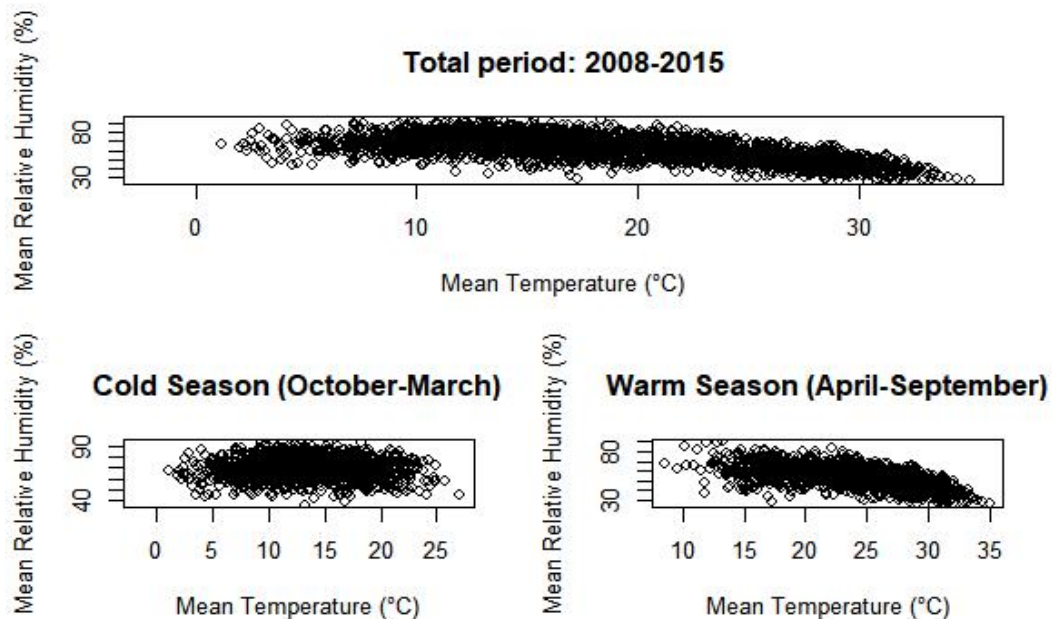 Total period: 2008-2015
Mean Relative Humidity (%)
80
30
0 10 20 30
Mean Temperature (°C)
Cold Season (October-March)
Mean Relative Humidity (%)
90
40
0 5 10 15 20 25
Mean Temperature (°C)
Warm Season (April-September)
Mean Relative Humidity (%)
80
30
10 15 20 25 30 35
Mean Temperature (°C)